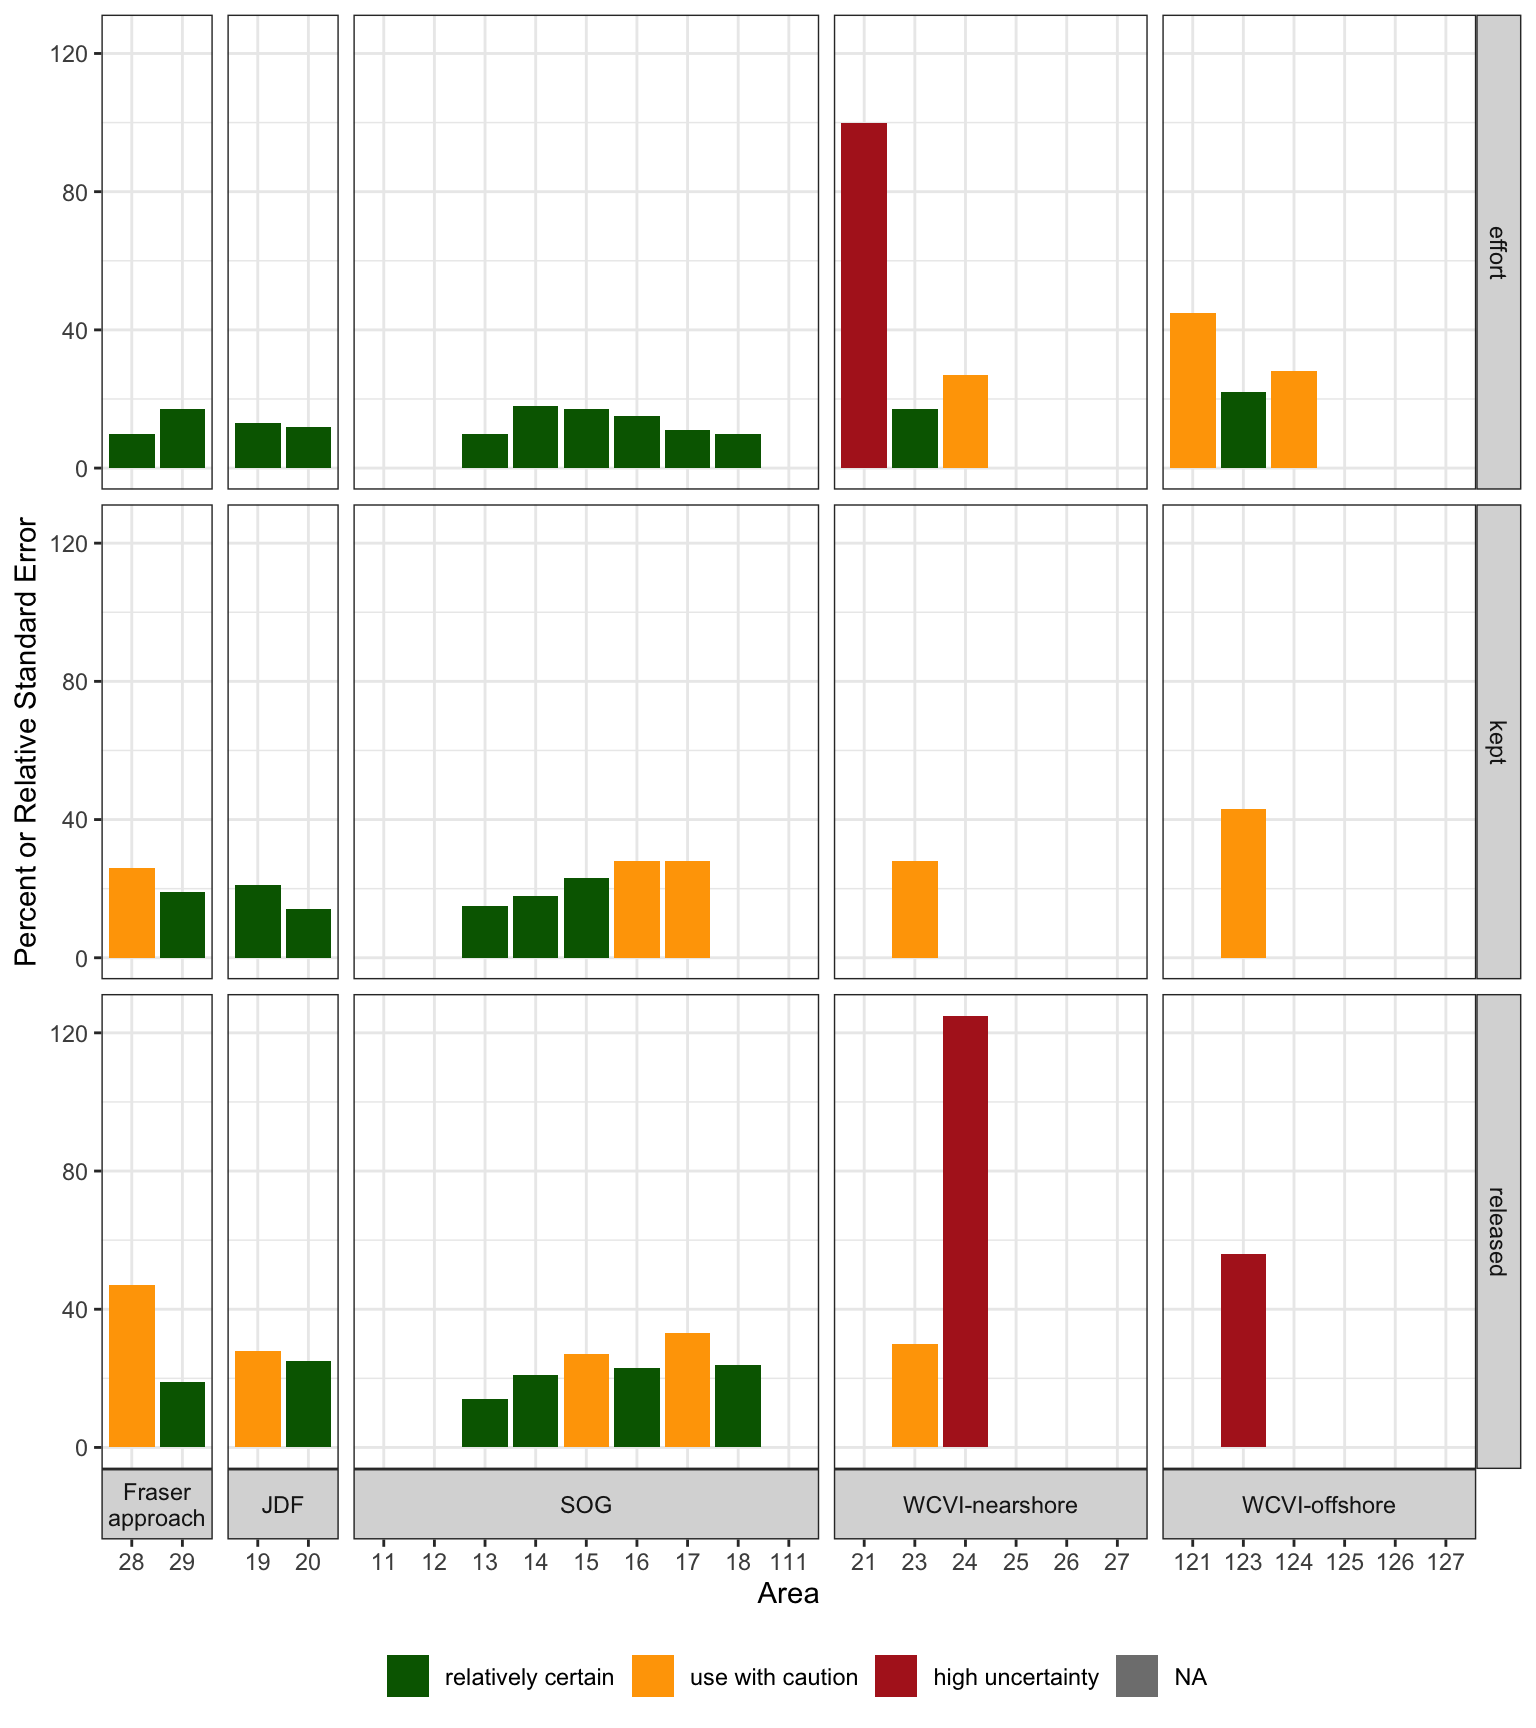 Percent or Relative Standard Error
120
80
40
0
effort
120
80
40
0
kept
120
80
40
0
released
Fraser
approach
JDF
SOG
WCVI-nearshore
WCVI-offshore
28 29 19 20 11 12 13 14 15 16 17 18 111 21 23 24 25 26 27 121 123 124 125 126 127
Area
relatively certain use with caution high uncertainty NA